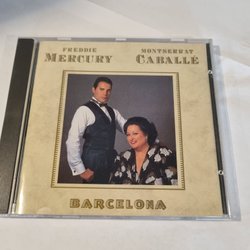 FREDDIE MONTSERRAT
MERCURY CABALLÉ
BARCELONA